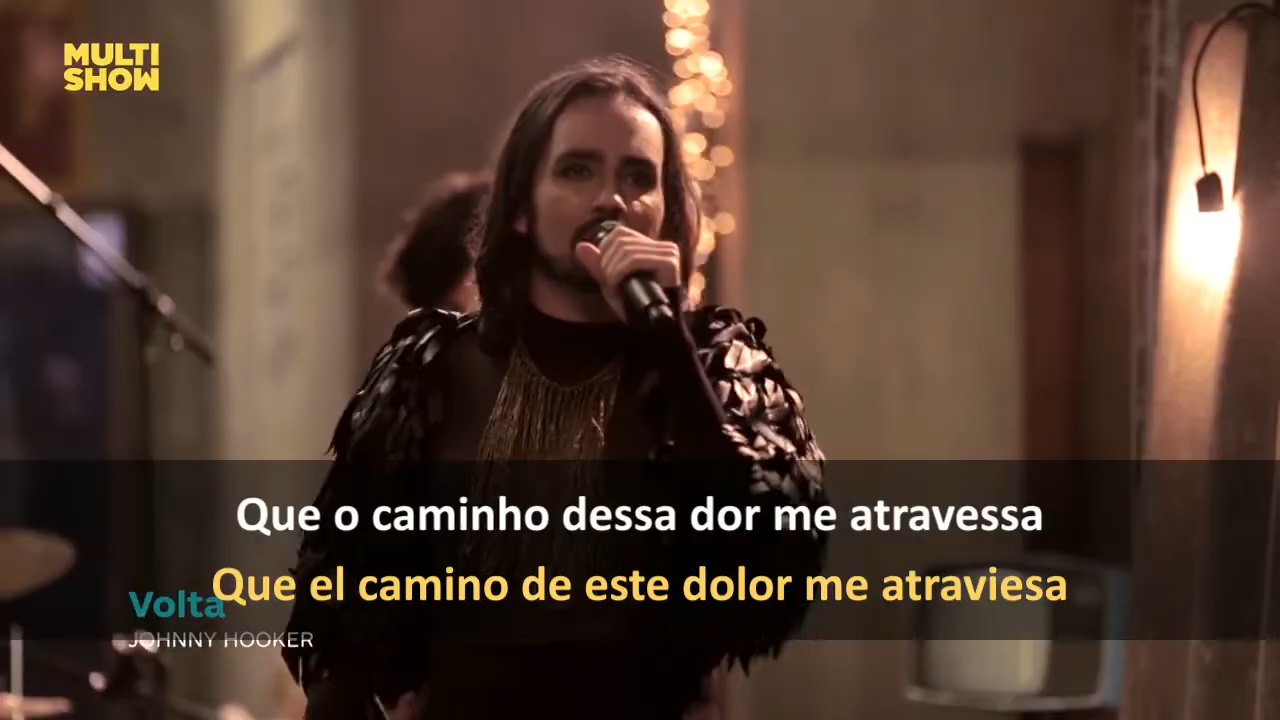 MULTI
SHOW
Que o caminho dessa dor me atravessa
Que el camino de este dolor me atraviesa
Volta
JOHNNY HOOKER